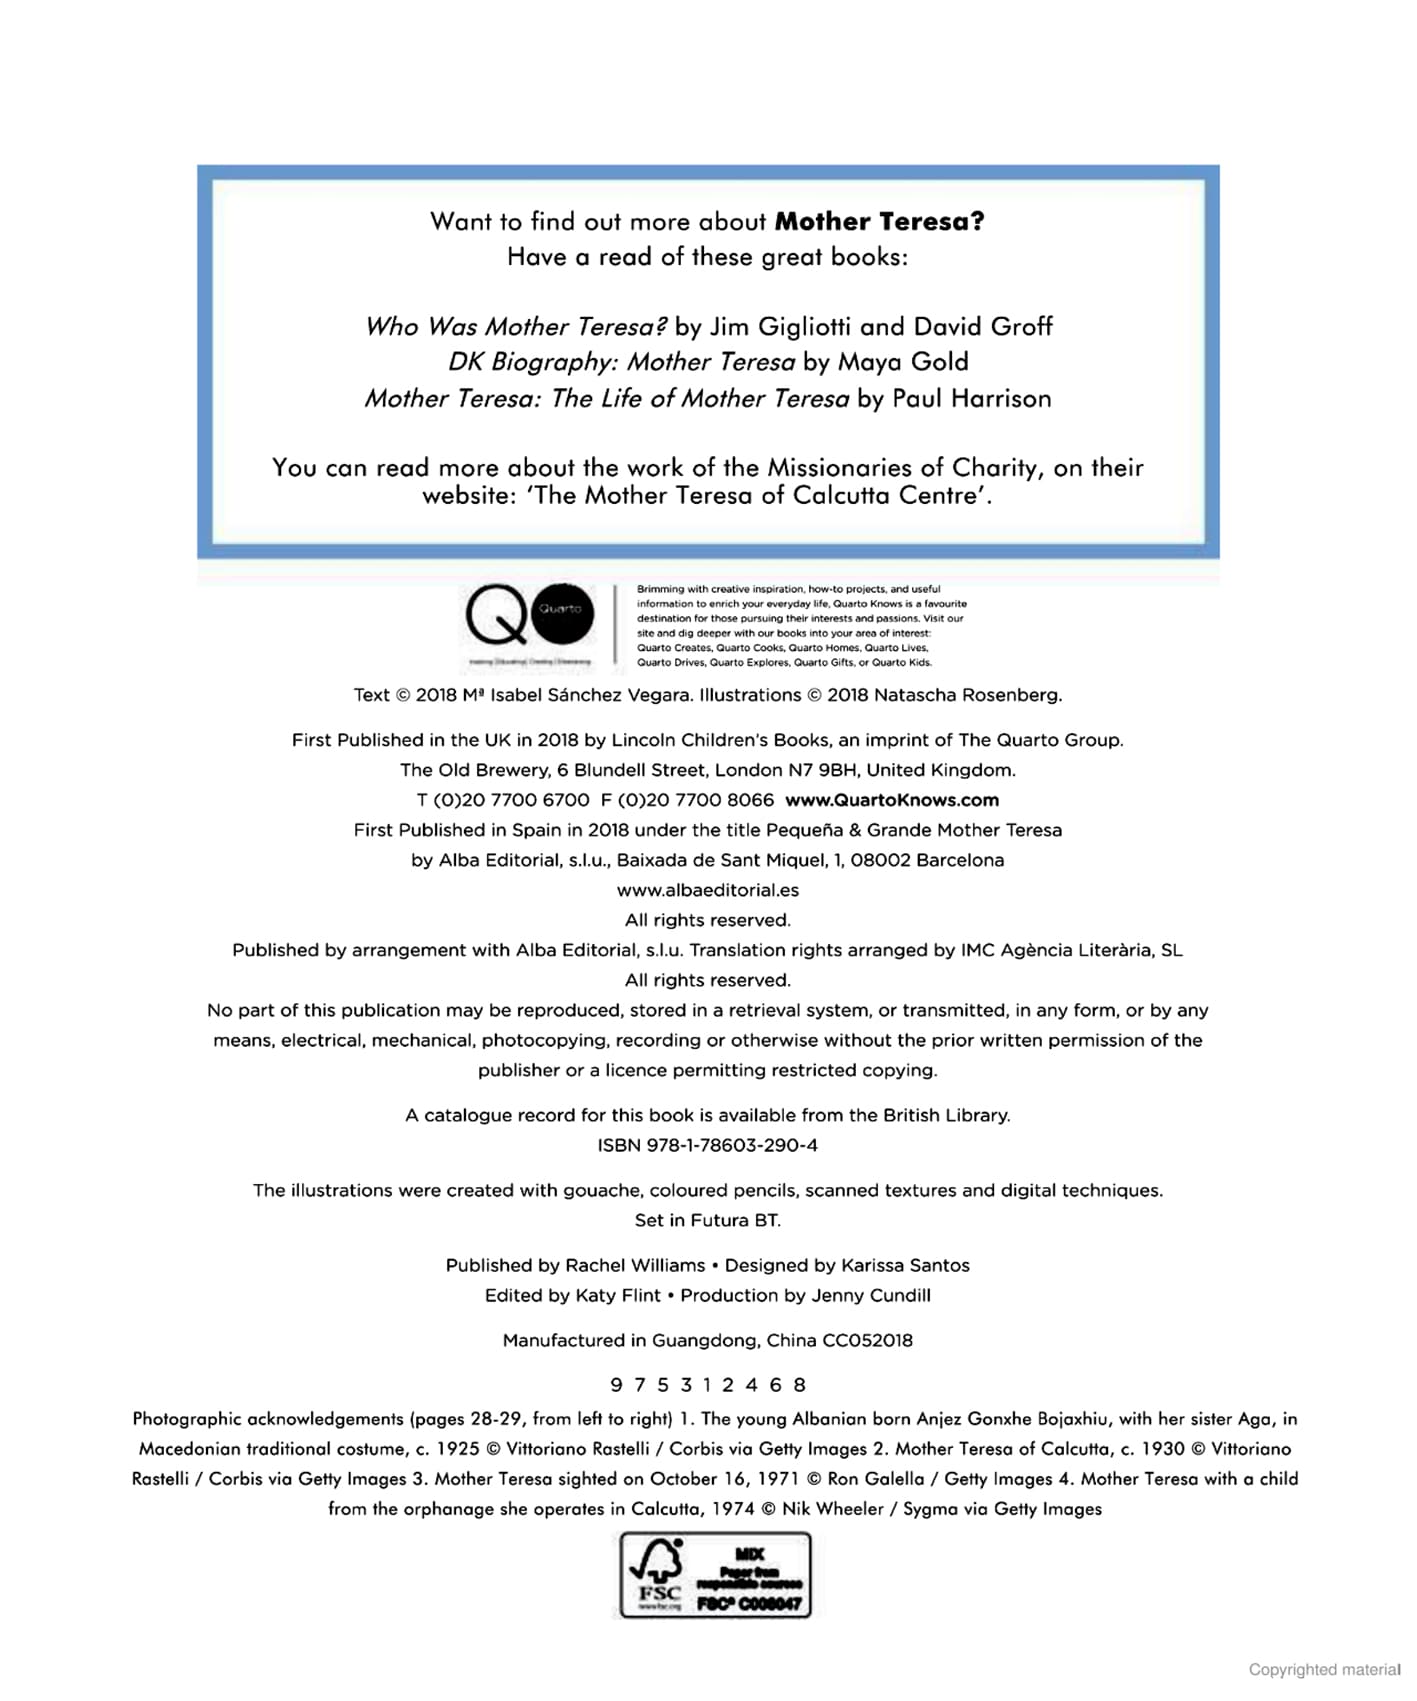 Want to find out more about Mother Teresa?
Have a read of these great books:
Who Was Mother Teresa? by Jim Gigliotti and David Groff
DK Biography: Mother Teresa by Maya Gold
Mother Teresa: The Life of Mother Teresa by Paul Harrison
You can read more about the work of the Missionaries of Charity, on their
website: ‘The Mother Teresa of Calcutta Centre’.
Quarto
Brimming with creative inspiration, how-to projects, and useful
information to enrich your everyday life, Quarto Knows is a favourite
destination for those pursuing their interests and passions. Visit our
site and dig deeper with our books into your area of interest:
Quarto Creates, Quarto Cooks, Quarto Homes, Quarto Lives,
Quarto Drives, Quarto Explores, Quarto Gifts, or Quarto Kids.
Text © 2018 Mª Isabel Sánchez Vegara. Illustrations © 2018 Natascha Rosenberg.
First Published in the UK in 2018 by Lincoln Children’s Books, an imprint of The Quarto Group.
The Old Brewery, 6 Blundell Street, London N7 9BH, United Kingdom.
T (0)20 7700 6700 F (0)20 7700 8066 www.QuartoKnows.com
First Published in Spain in 2018 under the title Pequeña & Grande Mother Teresa
by Alba Editorial, s.l.u., Baixada de Sant Miquel, 1, 08002 Barcelona
www.albaeditorial.es
All rights reserved.
Published by arrangement with Alba Editorial, s.l.u. Translation rights arranged by IMC Agència Literària, SL
All rights reserved.
No part of this publication may be reproduced, stored in a retrieval system, or transmitted, in any form, or by any
means, electrical, mechanical, photocopying, recording or otherwise without the prior written permission of the
publisher or a licence permitting restricted copying.
A catalogue record for this book is available from the British Library.
ISBN 978-1-78603-290-4
The illustrations were created with gouache, coloured pencils, scanned textures and digital techniques.
Set in Futura BT.
Published by Rachel Williams • Designed by Karissa Santos
Edited by Katy Flint • Production by Jenny Cundill
Manufactured in Guangdong, China CC052018
9 7 5 3 1 2 4 6 8
Photographic acknowledgements (pages 28-29, from left to right) 1. The young Albanian born Anjez Gonxhe Bojaxhiu, with her sister Aga, in
Macedonian traditional costume, c. 1925 © Vittoriano Rastelli / Corbis via Getty Images 2. Mother Teresa of Calcutta, c. 1930 © Vittoriano
Rastelli / Corbis via Getty Images 3. Mother Teresa sighted on October 16, 1971 © Ron Galella / Getty Images 4. Mother Teresa with a child
from the orphanage she operates in Calcutta, 1974 © Nik Wheeler / Sygma via Getty Images
MIX
Paper from
responsible sources
FSC
FSC® C008047
Copyrighted material